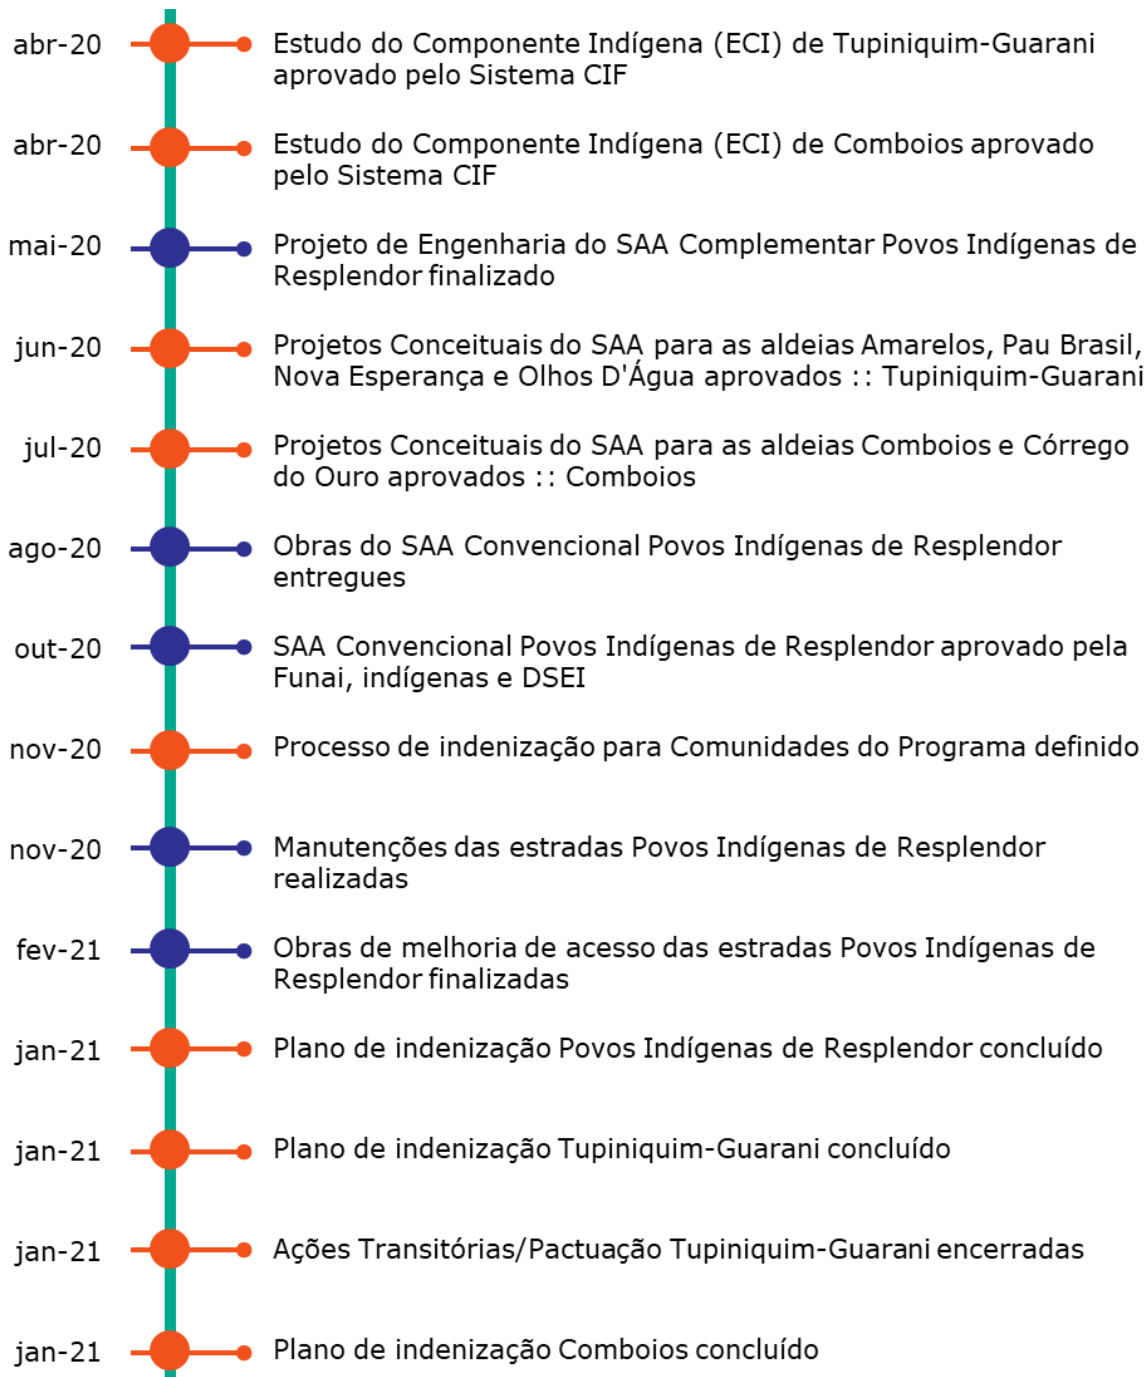 abr-20 Estudo do Componente Indígena (ECI) de Tupiniquim-Guarani
aprovado pelo Sistema CIF
abr-20 Estudo do Componente Indígena (ECI) de Comboios aprovado
pelo Sistema CIF
mai-20 Projeto de Engenharia do SAA Complementar Povos Indígenas de
Resplendor finalizado
jun-20 Projetos Conceituais do SAA para as aldeias Amarelos, Pau Brasil,
Nova Esperança e Olhos D'Água aprovados :: Tupiniquim-Guarani
jul-20 Projetos Conceituais do SAA para as aldeias Comboios e Córrego
do Ouro aprovados :: Comboios
ago-20 Obras do SAA Convencional Povos Indígenas de Resplendor
entregues
out-20 SAA Convencional Povos Indígenas de Resplendor aprovado pela
Funai, indígenas e DSEI
nov-20 Processo de indenização para Comunidades do Programa definido
nov-20 Manutenções das estradas Povos Indígenas de Resplendor
realizadas
fev-21 Obras de melhoria de acesso das estradas Povos Indígenas de
Resplendor finalizadas
jan-21 Plano de indenização Povos Indígenas de Resplendor concluído
jan-21 Plano de indenização Tupiniquim-Guarani concluído
jan-21 Ações Transitórias/Pactuação Tupiniquim-Guarani encerradas
jan-21 Plano de indenização Comboios concluído